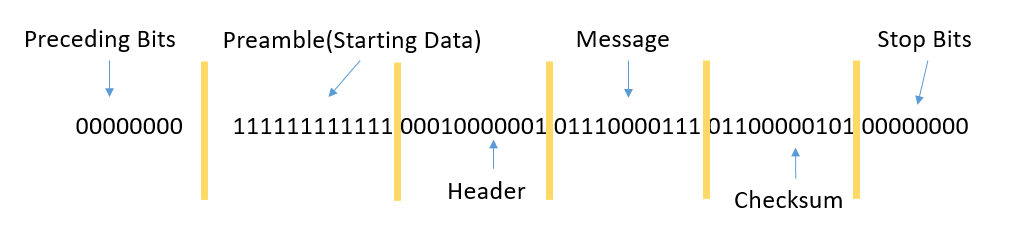 Preceding Bits Preamble(Starting Data) Message Stop Bits
00000000 111111111111 00010000001 01110000111 01100000101 00000000
Header
Checksum